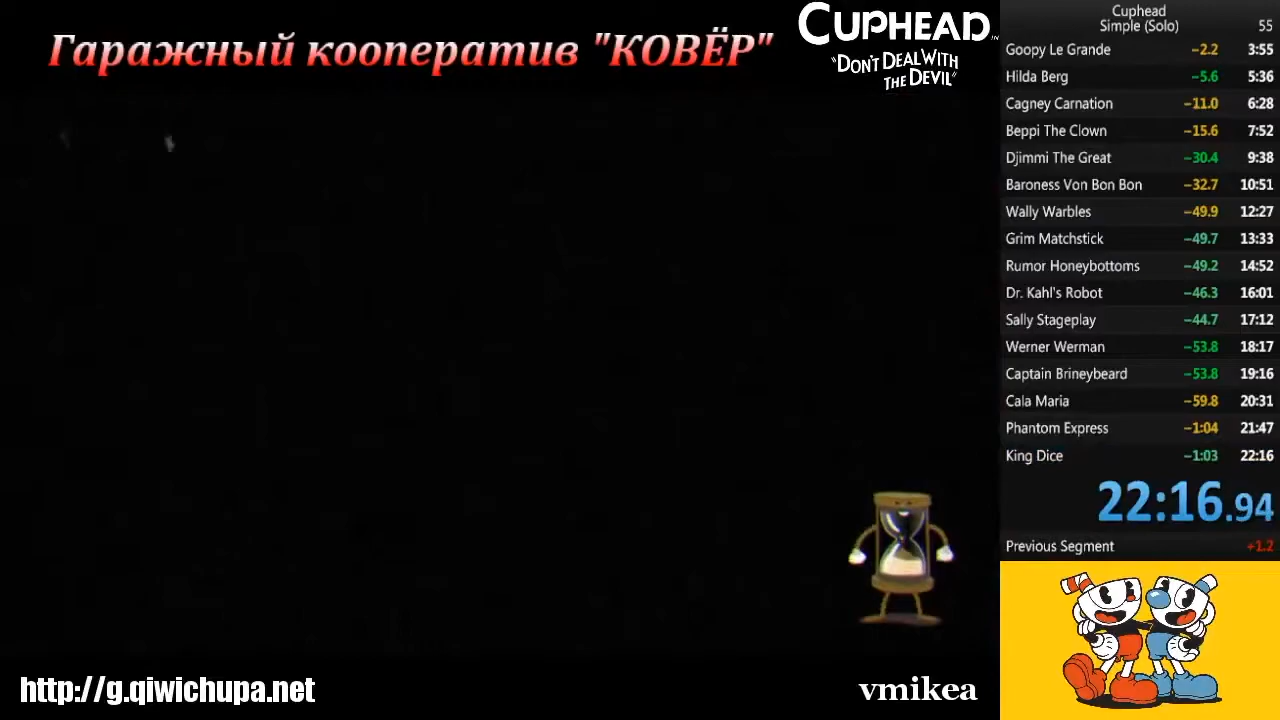 Гаражный кооператив "КОВЁР"
CUPHEAD
"DON'T DEAL WITH
THE DEVIL"
Cuphead
Simple (Solo) 55
Goopy Le Grande −2.2 3:55
Hilda Berg −5.6 5:36
Cagney Carnation −11.0 6:28
Beppi The Clown −15.6 7:52
Djimmi The Great −30.4 9:38
Baroness Von Bon Bon −32.7 10:51
Wally Warbles −49.9 12:27
Grim Matchstick −49.7 13:33
Rumor Honeybottoms −49.2 14:52
Dr. Kahl's Robot −46.3 16:01
Sally Stageplay −44.7 17:12
Werner Werman −53.8 18:17
Captain Brineybeard −53.8 19:16
Cala Maria −59.8 20:31
Phantom Express −1:04 21:47
King Dice −1:03 22:16
22:16.94
Previous Segment +1.2
http://g.qiwichupa.net
vmikea